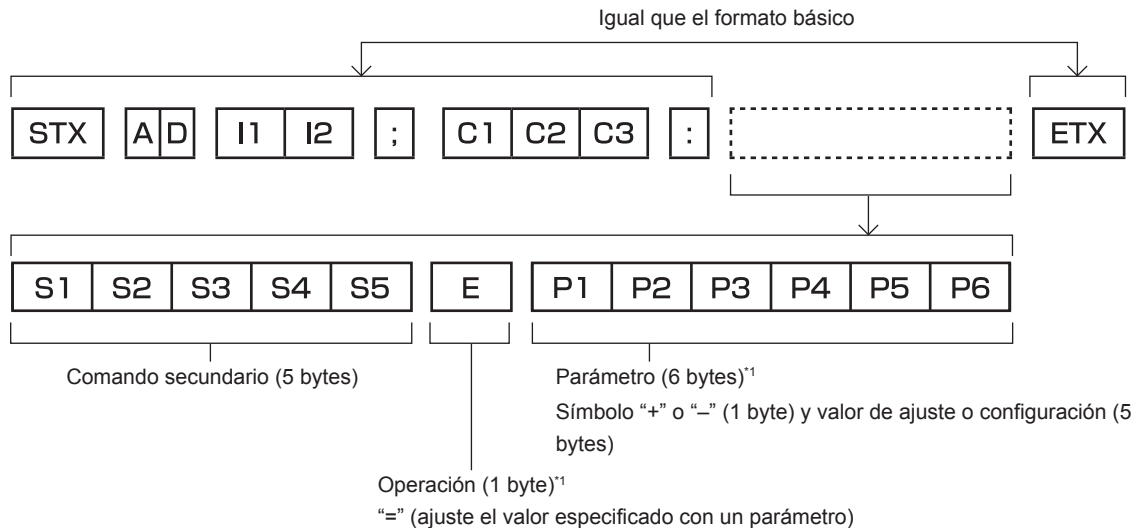 Igual que el formato básico
STX A D I1 I2 ; C1 C2 C3 : ETX
S1 S2 S3 S4 S5 E P1 P2 P3 P4 P5 P6
Comando secundario (5 bytes)
Parámetro (6 bytes)*1
Símbolo “+” o “–” (1 byte) y valor de ajuste o configuración (5
bytes)
Operación (1 byte)*1
“=” (ajuste el valor especificado con un parámetro)